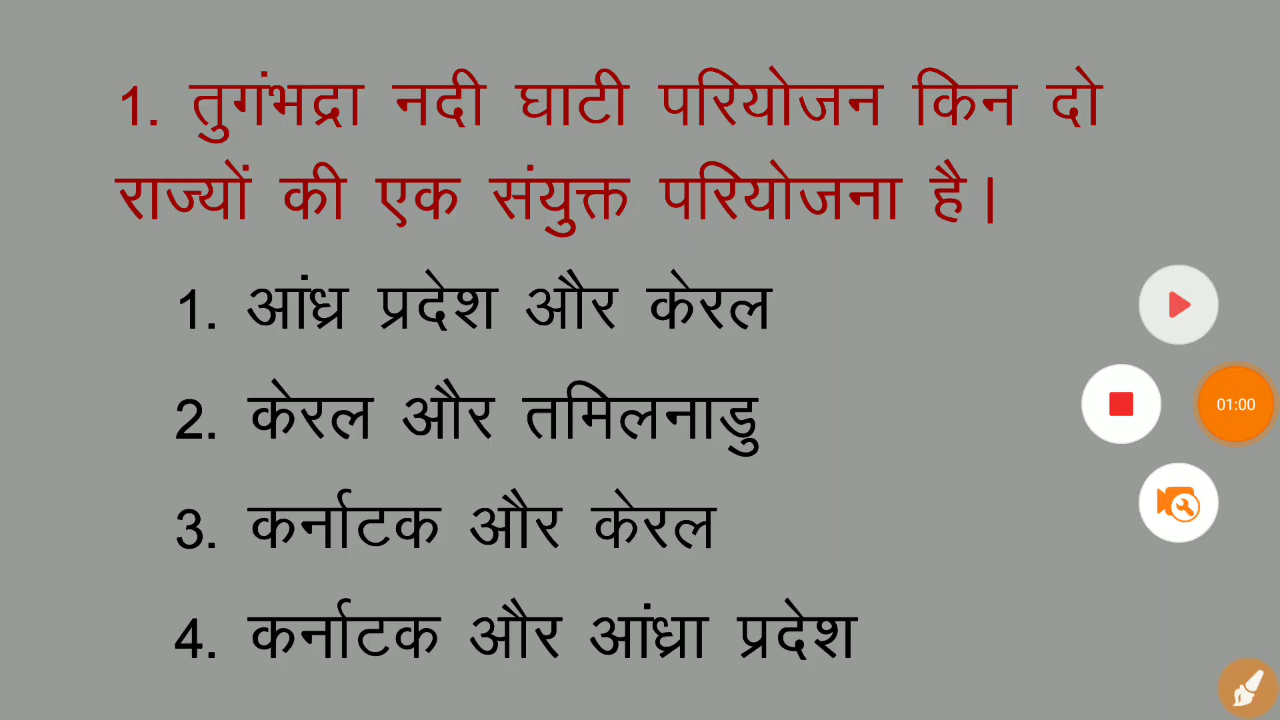 1. तुगंभद्रा नदी घाटी परियोजन किन दो
राज्यों की एक संयुक्त परियोजना है।
1. आंध्र प्रदेश और केरल
2. केरल और तमिलनाडु
3. कर्नाटक और केरल
4. कर्नाटक और आंध्रा प्रदेश
01:00